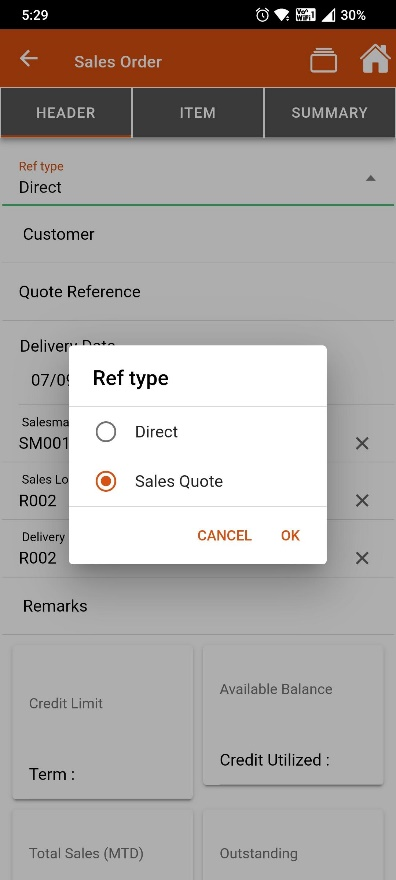 5:29
30%
Sales Order
HEADER
ITEM
SUMMARY
Ref type
Direct
Customer
Quote Reference
Delivery Date
07/09
Ref type
Direct
Sales Quote
CANCEL
OK
Salesma
SM001
Sales Lo
R002
Delivery
R002
Remarks
Credit Limit
Term :
Available Balance
Credit Utilized :
Total Sales (MTD)
Outstanding